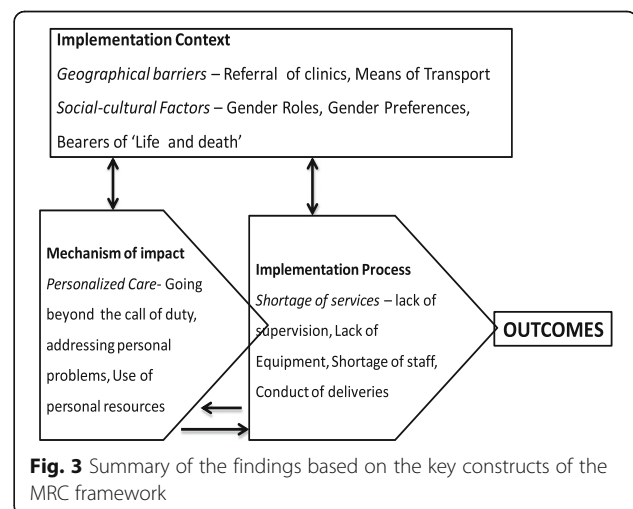 Implementation Context
Geographical barriers – Referral of clinics, Means of Transport
Social-cultural Factors – Gender Roles, Gender Preferences,
Bearers of 'Life and death'
Mechanism of impact
Personalized Care- Going
beyond the call of duty,
addressing personal
problems, Use of
personal resources
Implementation Process
Shortage of services – lack of
supervision, Lack of
Equipment, Shortage of staff,
Conduct of deliveries
OUTCOMES
Fig. 3 Summary of the findings based on the key constructs of the
MRC framework